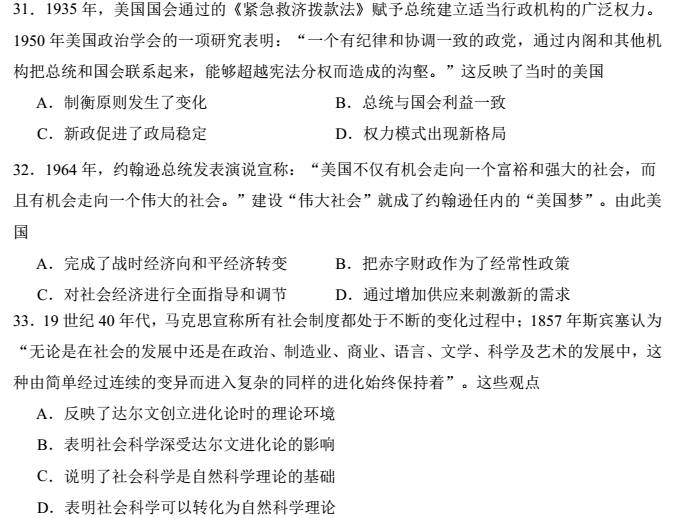 31．1935 年，美国国会通过的《紧急救济拨款法》赋予总统建立适当行政机构的广泛权力。
1950 年美国政治学会的一项研究表明：“一个有纪律和协调一致的政党，通过内阁和其他机
构把总统和国会联系起来，能够超越宪法分权而造成的沟壑。”这反映了当时的美国
A．制衡原则发生了变化 B．总统与国会利益一致
C．新政促进了政局稳定 D．权力模式出现新格局
32．1964 年，约翰逊总统发表演说宣称：“美国不仅有机会走向一个富裕和强大的社会，而
且有机会走向一个伟大的社会。”建设“伟大社会”就成了约翰逊任内的“美国梦”。由此美
国
A．完成了战时经济向和平经济转变 B．把赤字财政作为了经常性政策
C．对社会经济进行全面指导和调节 D．通过增加供应来刺激新的需求
33．19 世纪 40 年代，马克思宣称所有社会制度都处于不断的变化过程中；1857 年斯宾塞认为
“无论是在社会的发展中还是在政治、制造业、商业、语言、文学、科学及艺术的发展中，这
种由简单经过连续的变异而进入复杂的同样的进化始终保持着”。这些观点
A．反映了达尔文创立进化论时的理论环境
B．表明社会科学深受达尔文进化论的影响
C．说明了社会科学是自然科学理论的基础
D．表明社会科学可以转化为自然科学理论